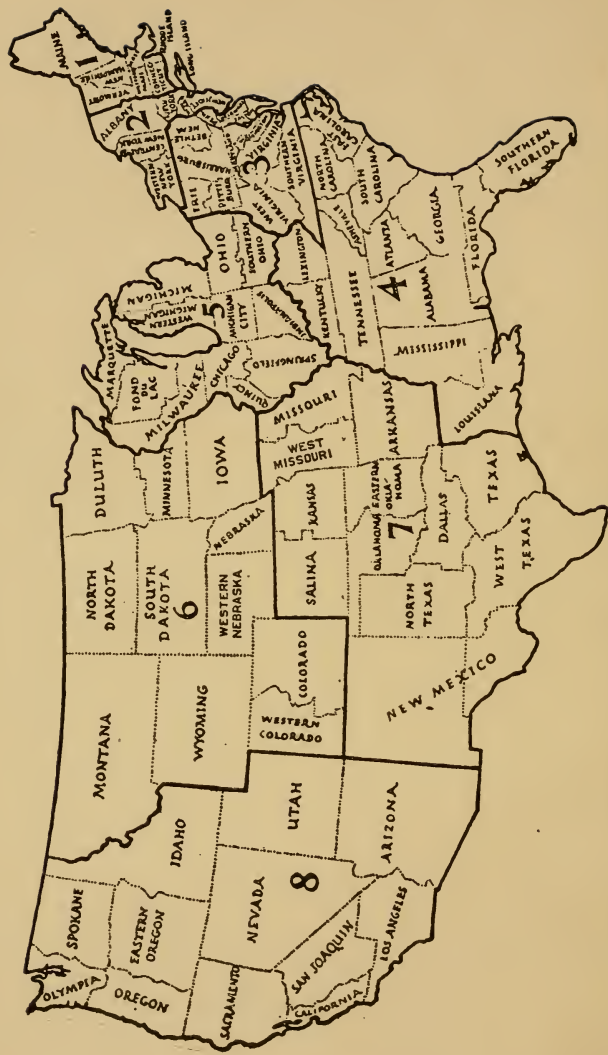 MAINE
NEW HAMPSHIRE
VERMONT
1
RHODE ISLAND
LONG ISLAND
ALBANY
2
CENTRAL NEW YORK
WESTERN NEW YORK
ERIE
PITTSBURGH
HARRISBURG
BETHLEHEM
WEST VIRGINIA
VIRGINIA
3
SOUTHERN VIRGINIA
EAST CAROLINA
NORTH CAROLINA
ASHEVILLE
SOUTH CAROLINA
GEORGIA
ATLANTA
ALABAMA
4
FLORIDA
SOUTHERN FLORIDA
TENNESSEE
MISSISSIPPI
LOUISIANA
KENTUCKY
LEXINGTON
OHIO
SOUTHERN OHIO
MICHIGAN
WESTERN MICHIGAN
5
MICHIGAN CITY
INDIANAPOLIS
MARQUETTE
FOND DU LAC
MILWAUKEE
CHICAGO
QUINCY
SPRINGFIELD
DULUTH
MINNESOTA
IOWA
NORTH DAKOTA
SOUTH DAKOTA
6
NEBRASKA
WESTERN NEBRASKA
MONTANA
WYOMING
COLORADO
WESTERN COLORADO
MISSOURI
WEST MISSOURI
ARKANSAS
KANSAS
SALINA
OKLAHOMA
EASTERN OKLAHOMA
7
DALLAS
TEXAS
WEST TEXAS
NORTH TEXAS
NEW MEXICO
SPOKANE
OLYMPIA
OREGON
EASTERN OREGON
IDAHO
NEVADA
8
UTAH
ARIZONA
SACRAMENTO
SAN JOAQUIN
CALIFORNIA
LOS ANGELES